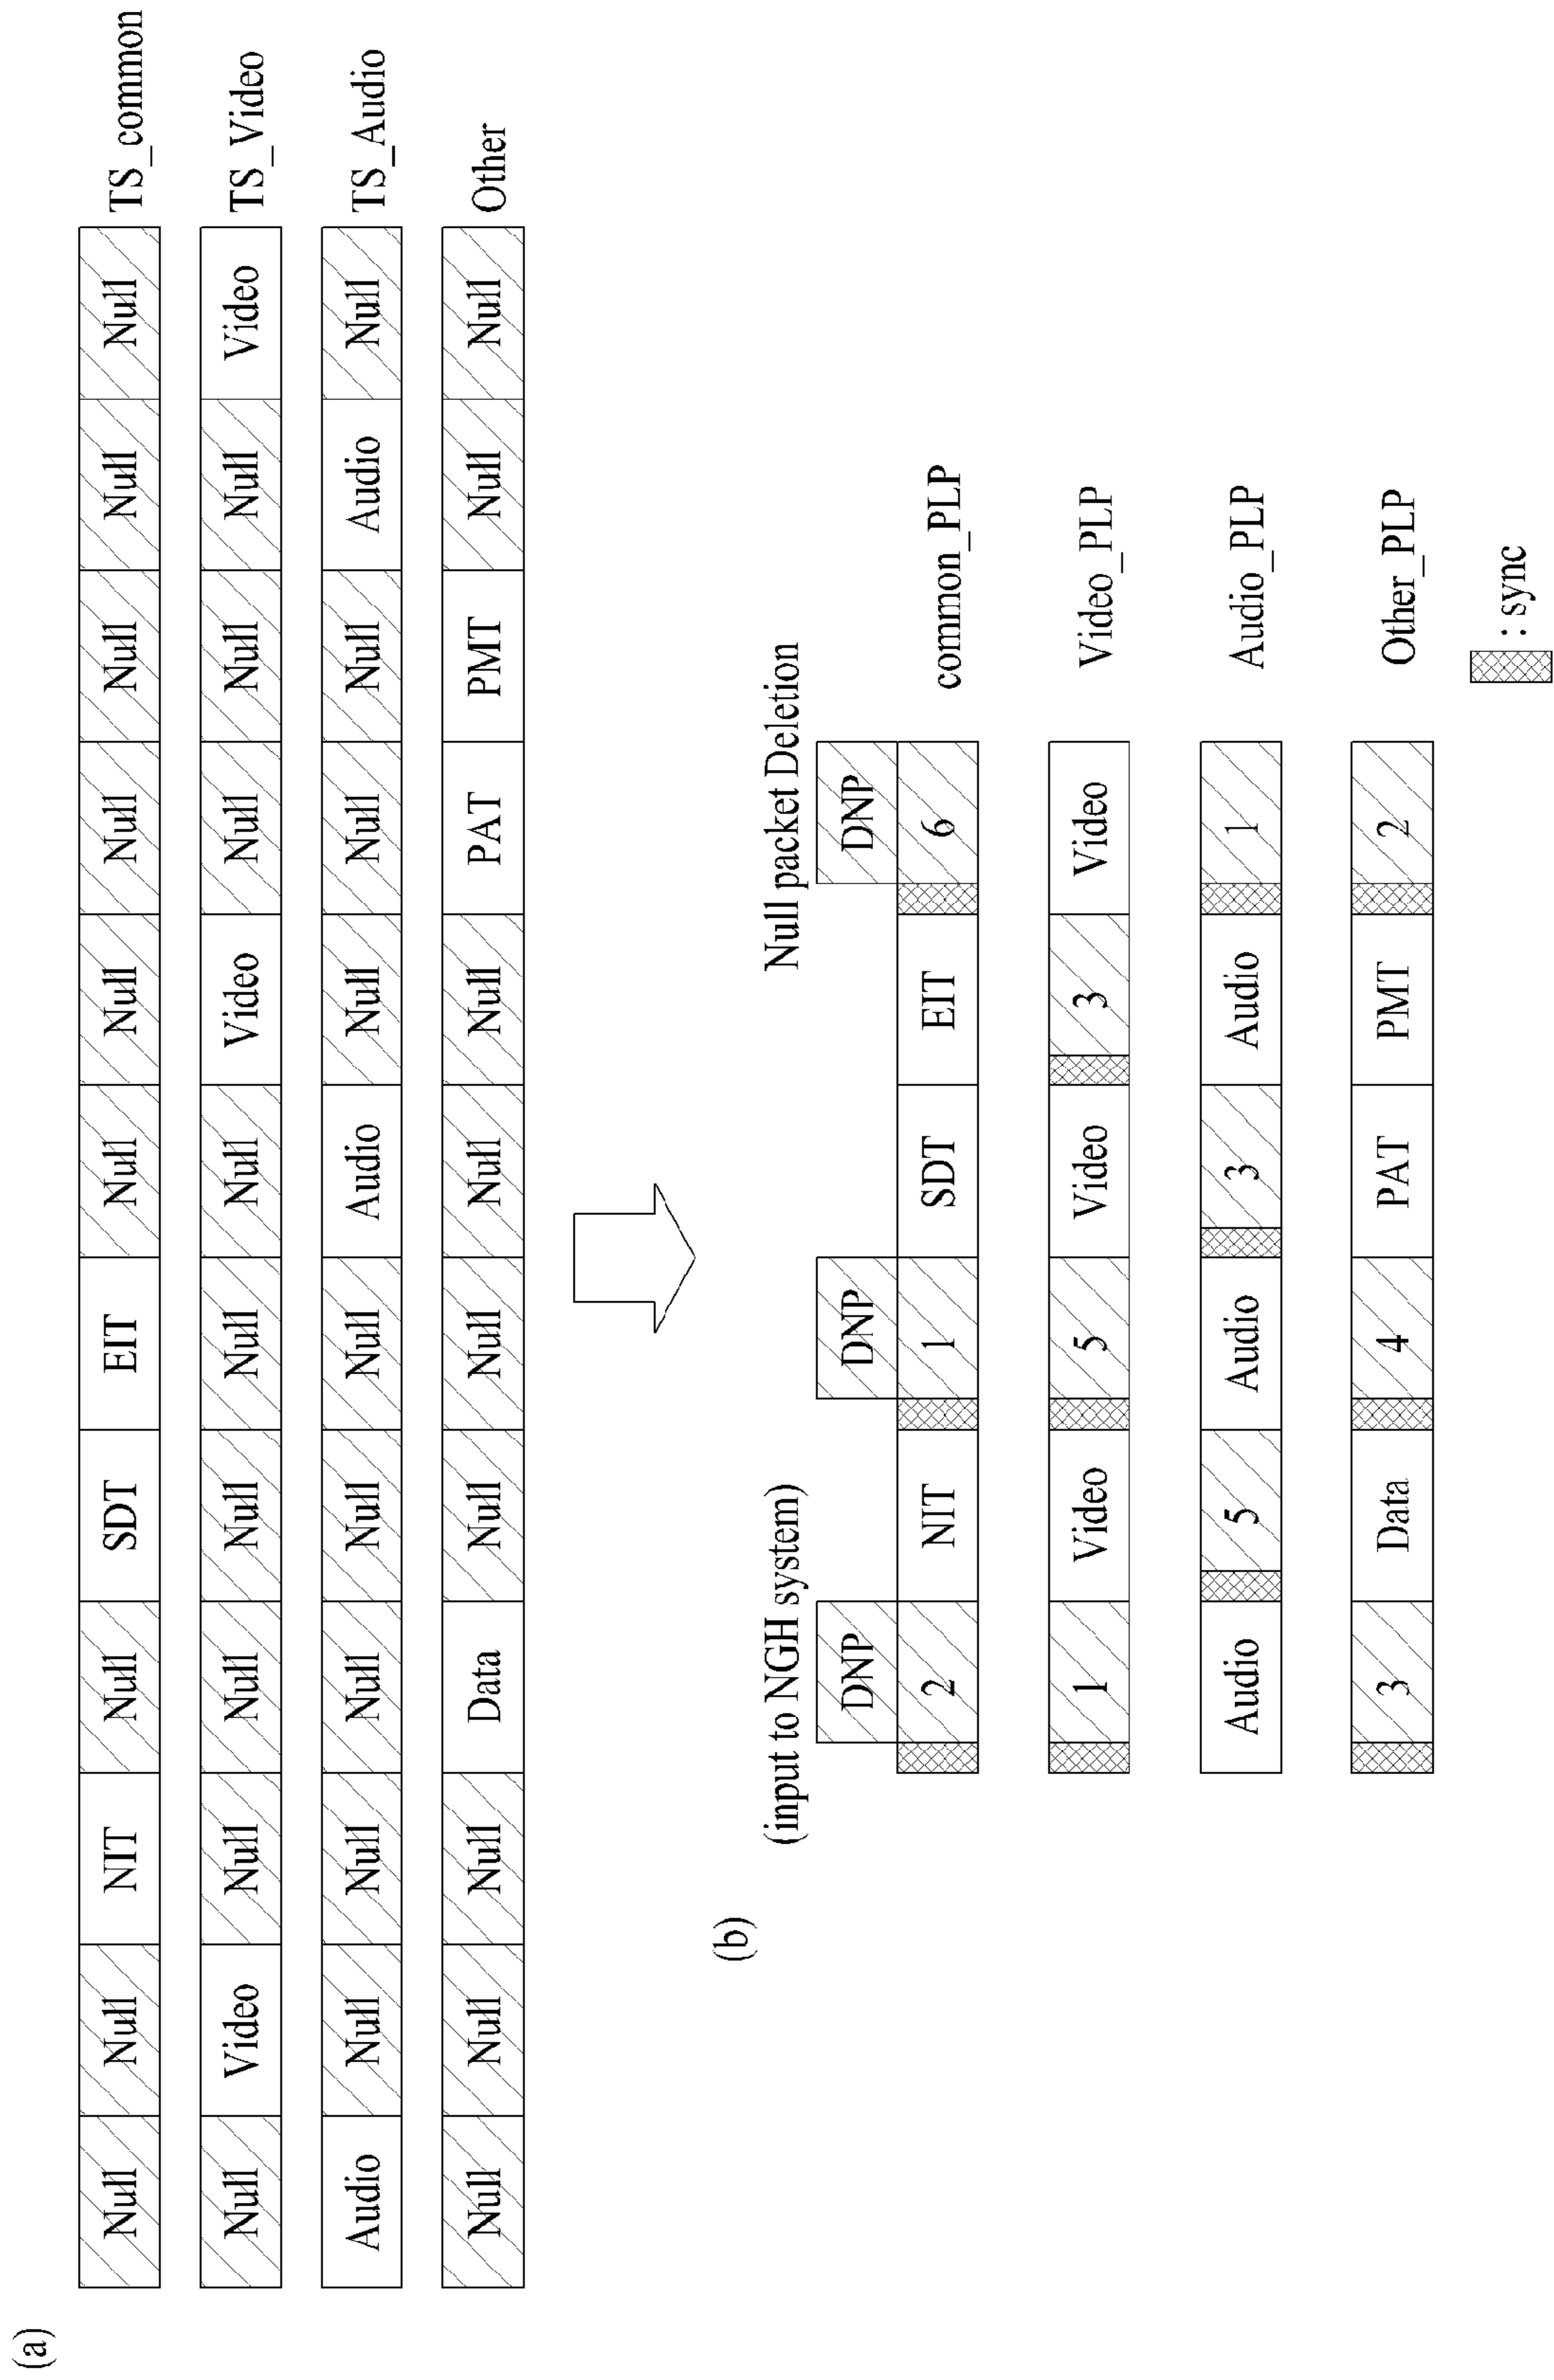 (a)
Null Null NIT Null SDT EIT Null Null Null Null Null Null TS_common
Null Video Null Null Null Null Null Video Null Null Null Video TS_Video
Audio Null Null Null Null Null Audio Null Null Null Audio Null TS_Audio
Null Null Null Data Null Null Null Null PAT PMT Null Null Other
(b)
(input to NGH system) Null packet Deletion
DNP DNP DNP
2 NIT 1 SDT EIT 6 common_PLP
1 Video 5 Video 3 Video Video_PLP
Audio 5 Audio 3 Audio 1 Audio_PLP
3 Data 4 PAT PMT 2 Other_PLP
: sync